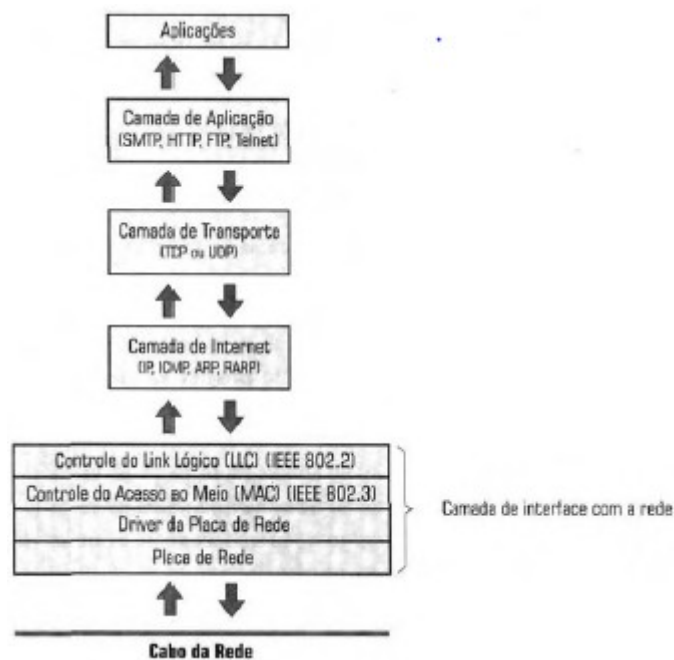 Aplicações
Camada de Aplicação
(SMTP, HTTP, FTP, Telnet)
Camada de Transporte
(TCP ou UDP)
Camada de Internet
(IP, ICMP, ARP, RARP)
Controle do Link Lógico (LLC) (IEEE 802.2)
Controle do Acesso ao Meio (MAC) (IEEE 802.3)
Driver da Placa de Rede
Placa de Rede
Camada de interface com a rede
Cabo da Rede